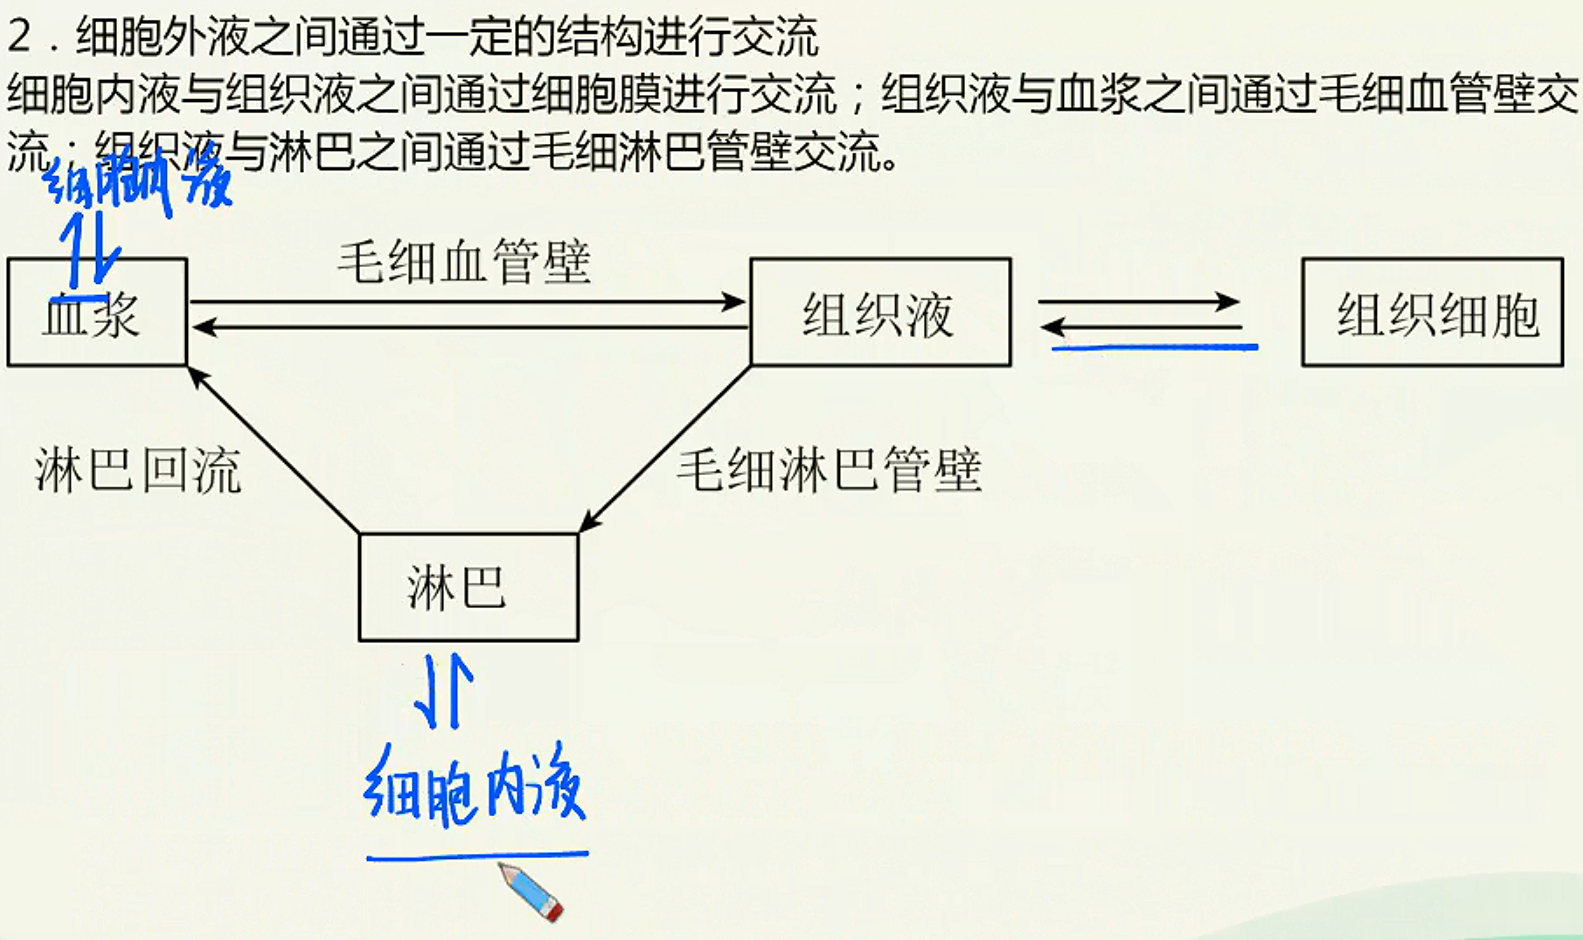 2．细胞外液之间通过一定的结构进行交流
细胞内液与组织液之间通过细胞膜进行交流；组织液与血浆之间通过毛细血管壁交
流；组织液与淋巴之间通过毛细淋巴管壁交流。
细胞内液
毛细血管壁
血浆
组织液
组织细胞
淋巴回流
毛细淋巴管壁
淋巴
细胞内液